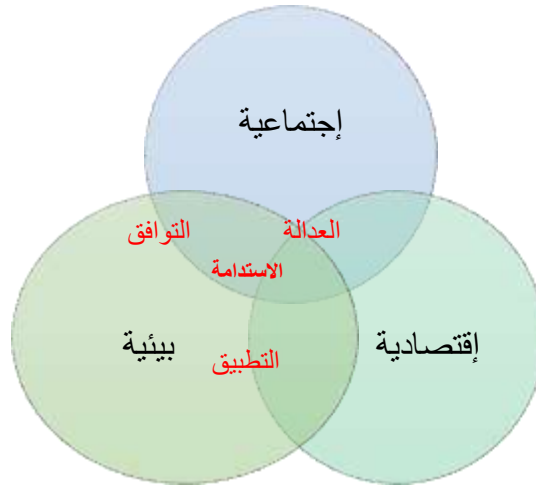 إجتماعية
العدالة
التوافق
الاستدامة
إقتصادية
بيئية
التطبيق